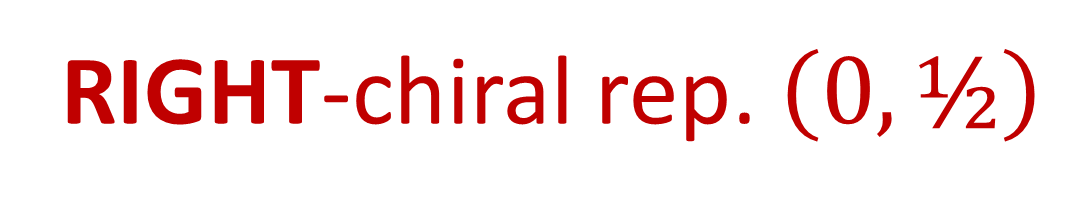 RIGHT-chiral rep. (0, ½)